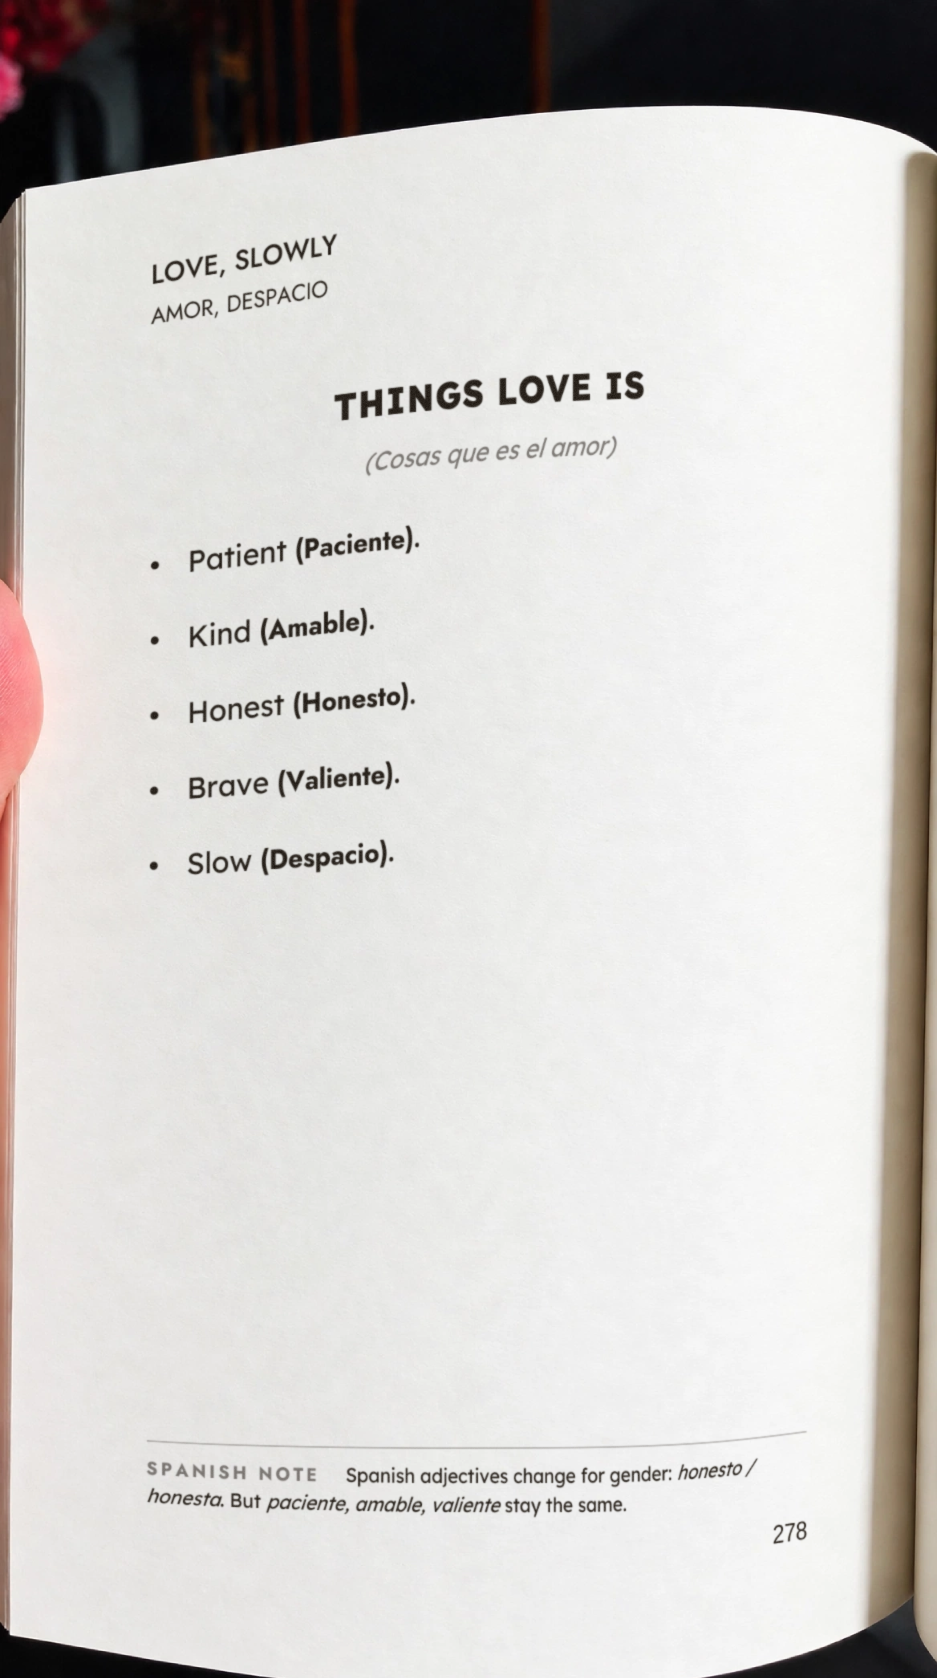 LOVE, SLOWLY
AMOR, DESPACIO
THINGS LOVE IS
(Cosas que es el amor)
• Patient (Paciente).
• Kind (Amable).
• Honest (Honesto).
• Brave (Valiente).
• Slow (Despacio).
SPANISH NOTE Spanish adjectives change for gender: honesto /
honesta. But paciente, amable, valiente stay the same.
278